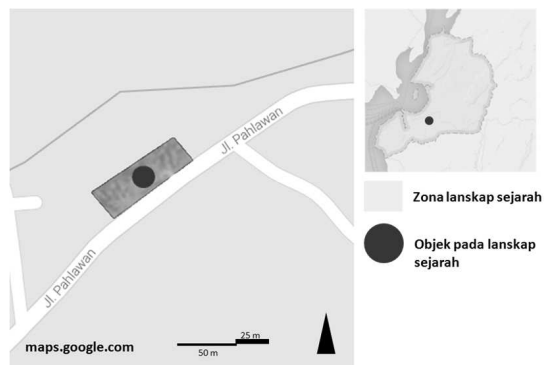 Jl. Pahlawan
Jl. Pahlawan
25 m
50 m
maps.google.com
Zona lanskap sejarah
Objek pada lanskap
sejarah